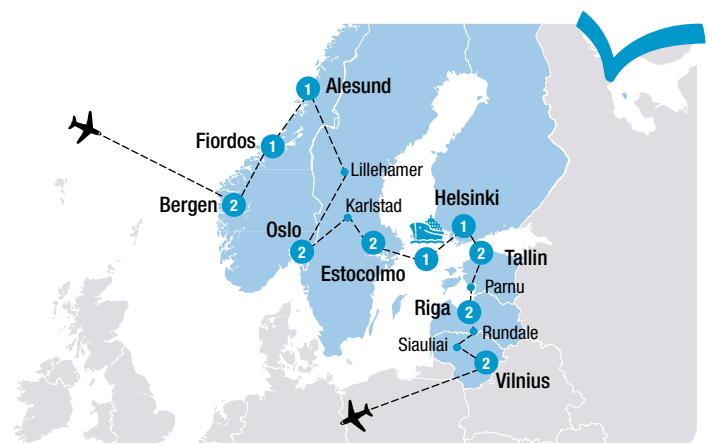 1 Alesund
Fiordos 1
Lillehamer
Bergen 2
Karlstad
Helsinki
Oslo
1
2
2
2 Tallin
Estocolmo
1
Parnu
Riga 2
Rundale
Siauliai
2
Vilnius